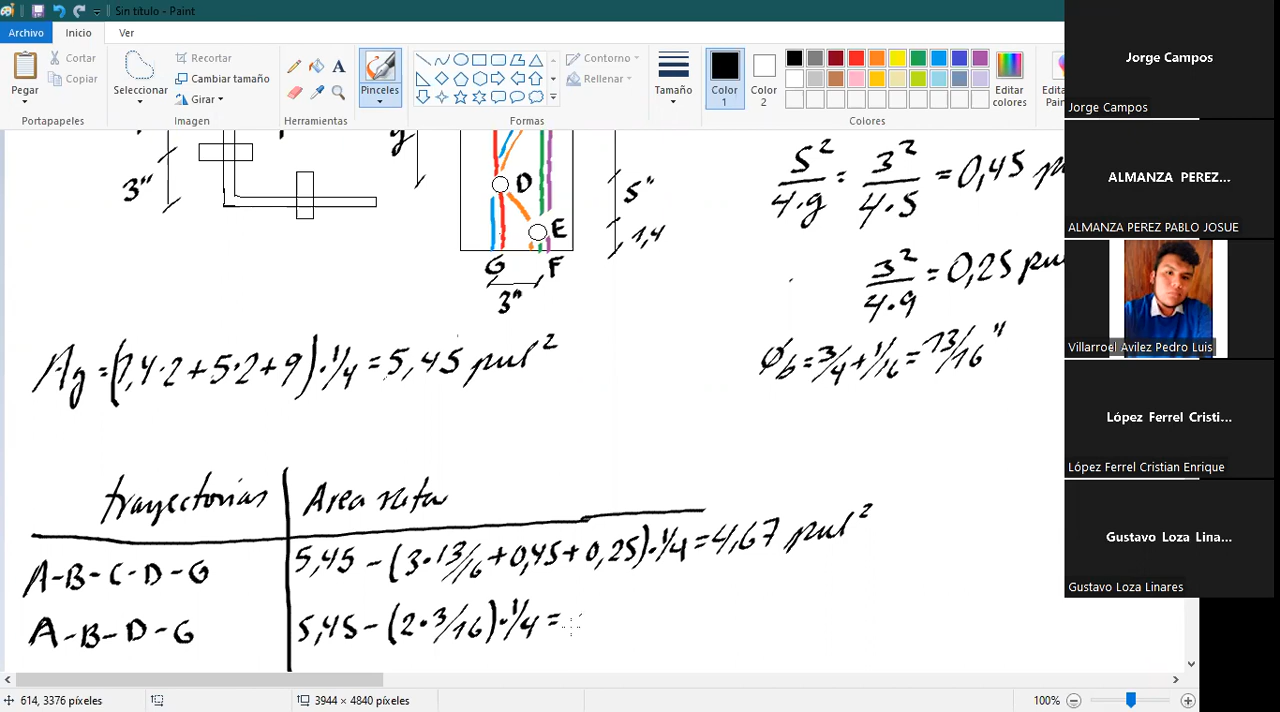 Sin título - Paint
Archivo Inicio Ver
Pegar
Cortar
Copiar
Portapapeles
Seleccionar
Recortar
Cambiar tamaño
Girar
Imagen
A
Herramientas
Pinceles
Contorno
Rellenar
Formas
Tamaño
Color 1
Color 2
Editar colores
Colores
3"
D
E
G F
3"
5"
1,4
S²/4·g = 3²/4·5 = 0,45 pu
3²/4·9 = 0,25 pul
Ag = (1,4·2+5·2+9)·1/4 = 5,45 pul²
φb = 3/4+1/16 = 13/16"
trayectorias Area neta
A-B-C-D-G 5,45 - (3·13/16+0,45+0,25)·1/4 = 4,67 pul²
A-B-D-G 5,45 - (2·3/16)·1/4 =
614, 3376 píxeles
3944 × 4840 píxeles
100%
Jorge Campos
Jorge Campos
ALMANZA PEREZ...
ALMANZA PEREZ PABLO JOSUE
Villarroel Avilez Pedro Luis
López Ferrel Cristi...
López Ferrel Cristian Enrique
Gustavo Loza Lina...
Gustavo Loza Linares